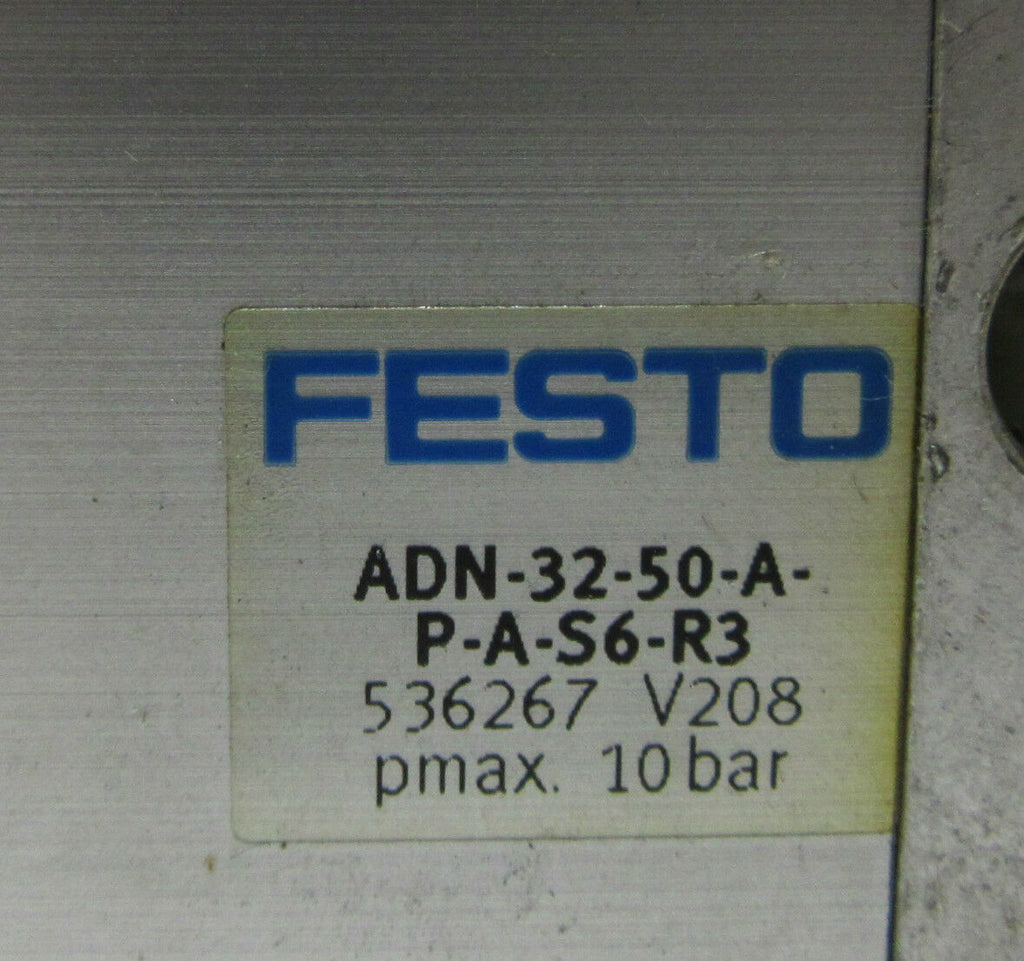 FESTO
ADN-32-50-A-
P-A-S6-R3
536267 V208
pmax. 10 bar